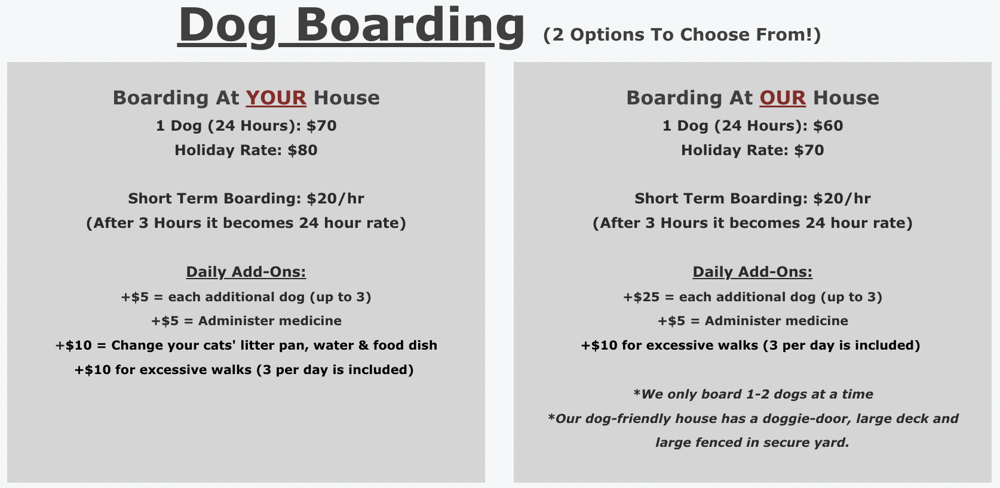 Dog Boarding (2 Options To Choose From!)
Boarding At YOUR House
1 Dog (24 Hours): $70
Holiday Rate: $80
Short Term Boarding: $20/hr
(After 3 Hours it becomes 24 hour rate)
Daily Add-Ons:
+$5 = each additional dog (up to 3)
+$5 = Administer medicine
+$10 = Change your cats' litter pan, water & food dish
+$10 for excessive walks (3 per day is included)
Boarding At OUR House
1 Dog (24 Hours): $60
Holiday Rate: $70
Short Term Boarding: $20/hr
(After 3 Hours it becomes 24 hour rate)
Daily Add-Ons:
+$25 = each additional dog (up to 3)
+$5 = Administer medicine
+$10 for excessive walks (3 per day is included)
*We only board 1-2 dogs at a time
*Our dog-friendly house has a doggie-door, large deck and
large fenced in secure yard.